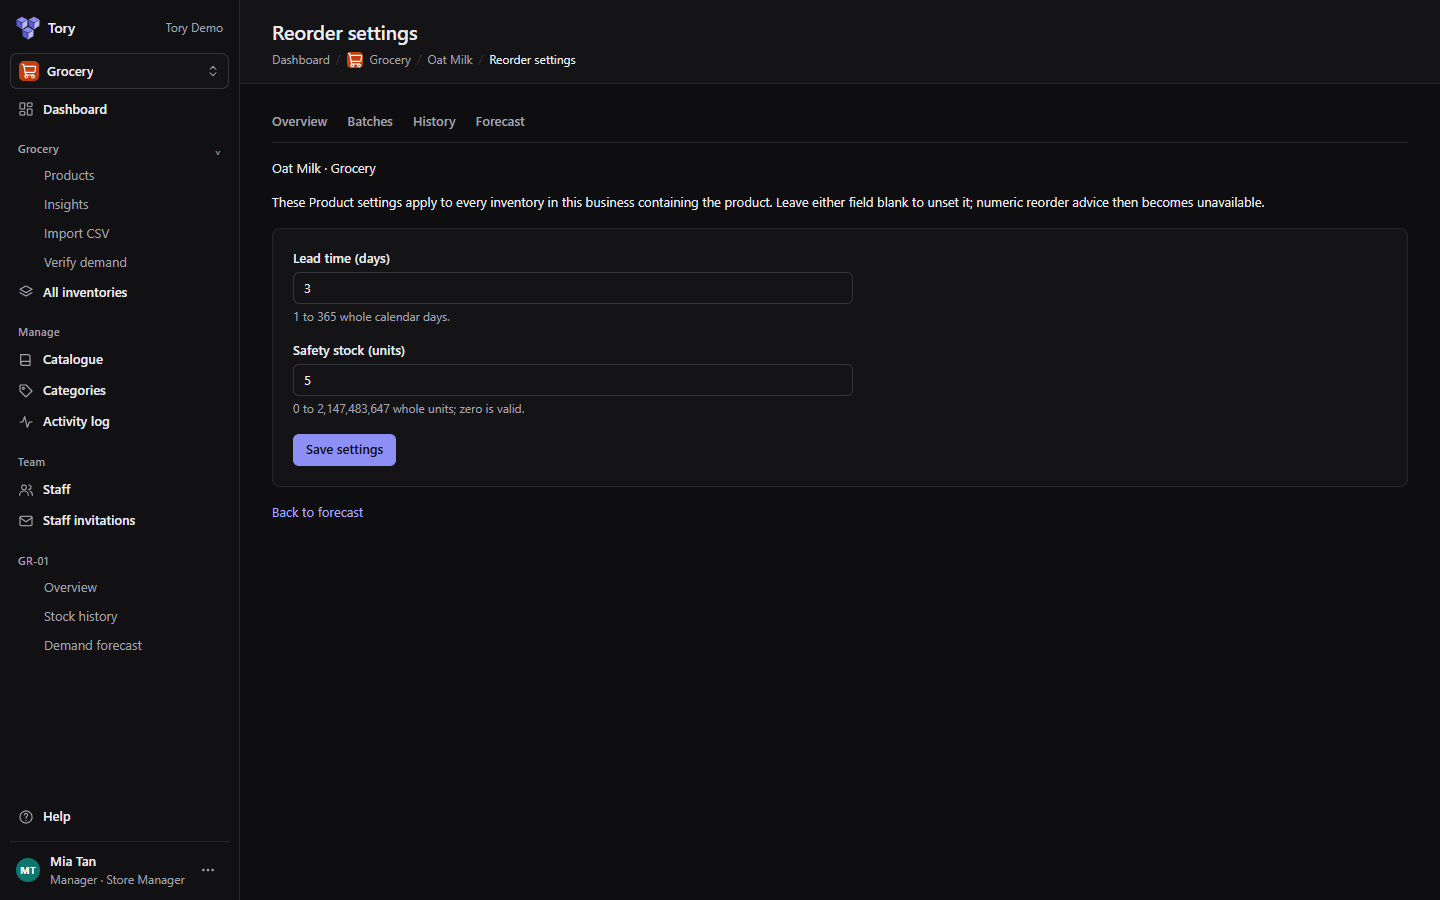 Tory
Tory Demo
Grocery
Dashboard
Grocery
Products
Insights
Import CSV
Verify demand
All inventories
Manage
Catalogue
Categories
Activity log
Team
Staff
Staff invitations
GR-01
Overview
Stock history
Demand forecast
Help
MT
Mia Tan
Manager · Store Manager
Reorder settings
Dashboard / Grocery / Oat Milk / Reorder settings
Overview Batches History Forecast
Oat Milk · Grocery
These Product settings apply to every inventory in this business containing the product. Leave either field blank to unset it; numeric reorder advice then becomes unavailable.
Lead time (days)
3
1 to 365 whole calendar days.
Safety stock (units)
5
0 to 2,147,483,647 whole units; zero is valid.
Save settings
Back to forecast